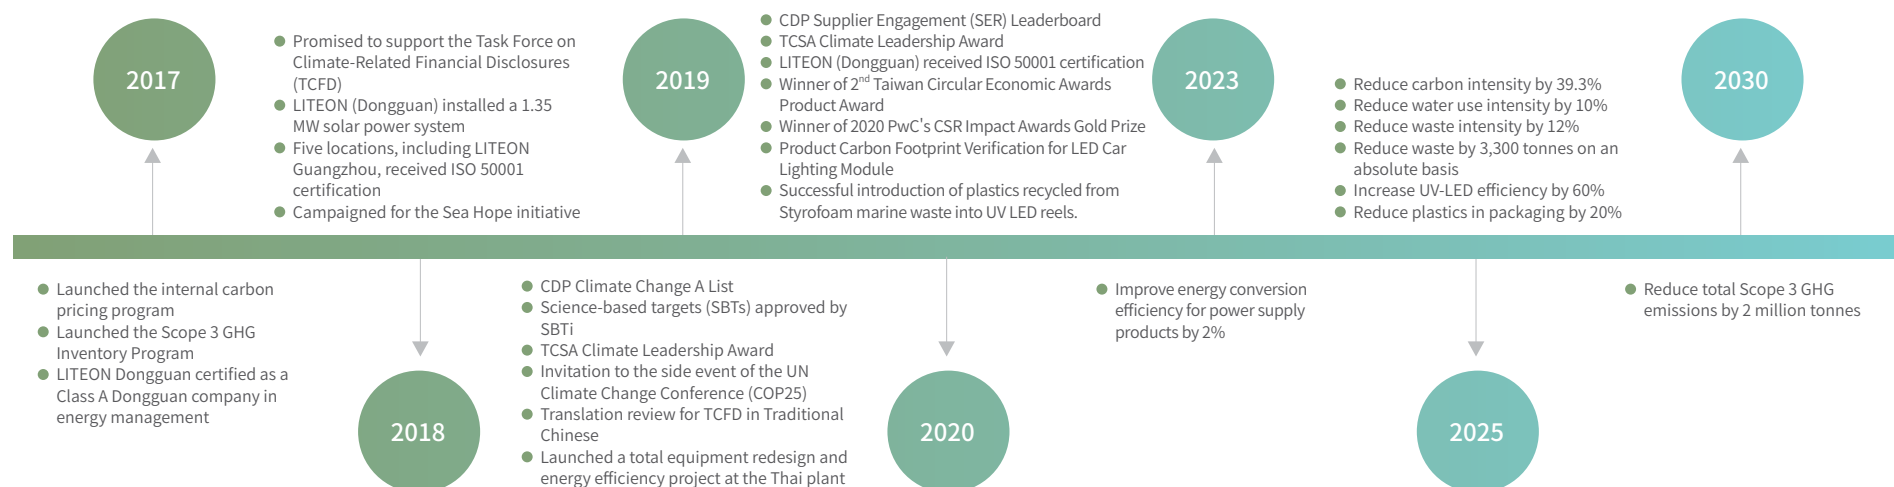 2017
Launched the internal carbon
pricing program
Launched the Scope 3 GHG
Inventory Program
LITEON Dongguan certified as a
Class A Dongguan company in
energy management
Promised to support the Task Force on
Climate-Related Financial Disclosures
(TCFD)
LITEON (Dongguan) installed a 1.35
MW solar power system
Five locations, including LITEON
Guangzhou, received ISO 50001
certification
Campaigned for the Sea Hope initiative
2018
2019
CDP Climate Change A List
Science-based targets (SBTs) approved by
SBTi
TCSA Climate Leadership Award
Invitation to the side event of the UN
Climate Change Conference (COP25)
Translation review for TCFD in Traditional
Chinese
Launched a total equipment redesign and
energy efficiency project at the Thai plant
CDP Supplier Engagement (SER) Leaderboard
TCSA Climate Leadership Award
LITEON (Dongguan) received ISO 50001 certification
Winner of 2nd Taiwan Circular Economic Awards
Product Award
Winner of 2020 PwC's CSR Impact Awards Gold Prize
Product Carbon Footprint Verification for LED Car
Lighting Module
Successful introduction of plastics recycled from
Styrofoam marine waste into UV LED reels.
2020
2023
Improve energy conversion
efficiency for power supply
products by 2%
Reduce carbon intensity by 39.3%
Reduce water use intensity by 10%
Reduce waste intensity by 12%
Reduce waste by 3,300 tonnes on an
absolute basis
Increase UV-LED efficiency by 60%
Reduce plastics in packaging by 20%
2025
2030
Reduce total Scope 3 GHG
emissions by 2 million tonnes